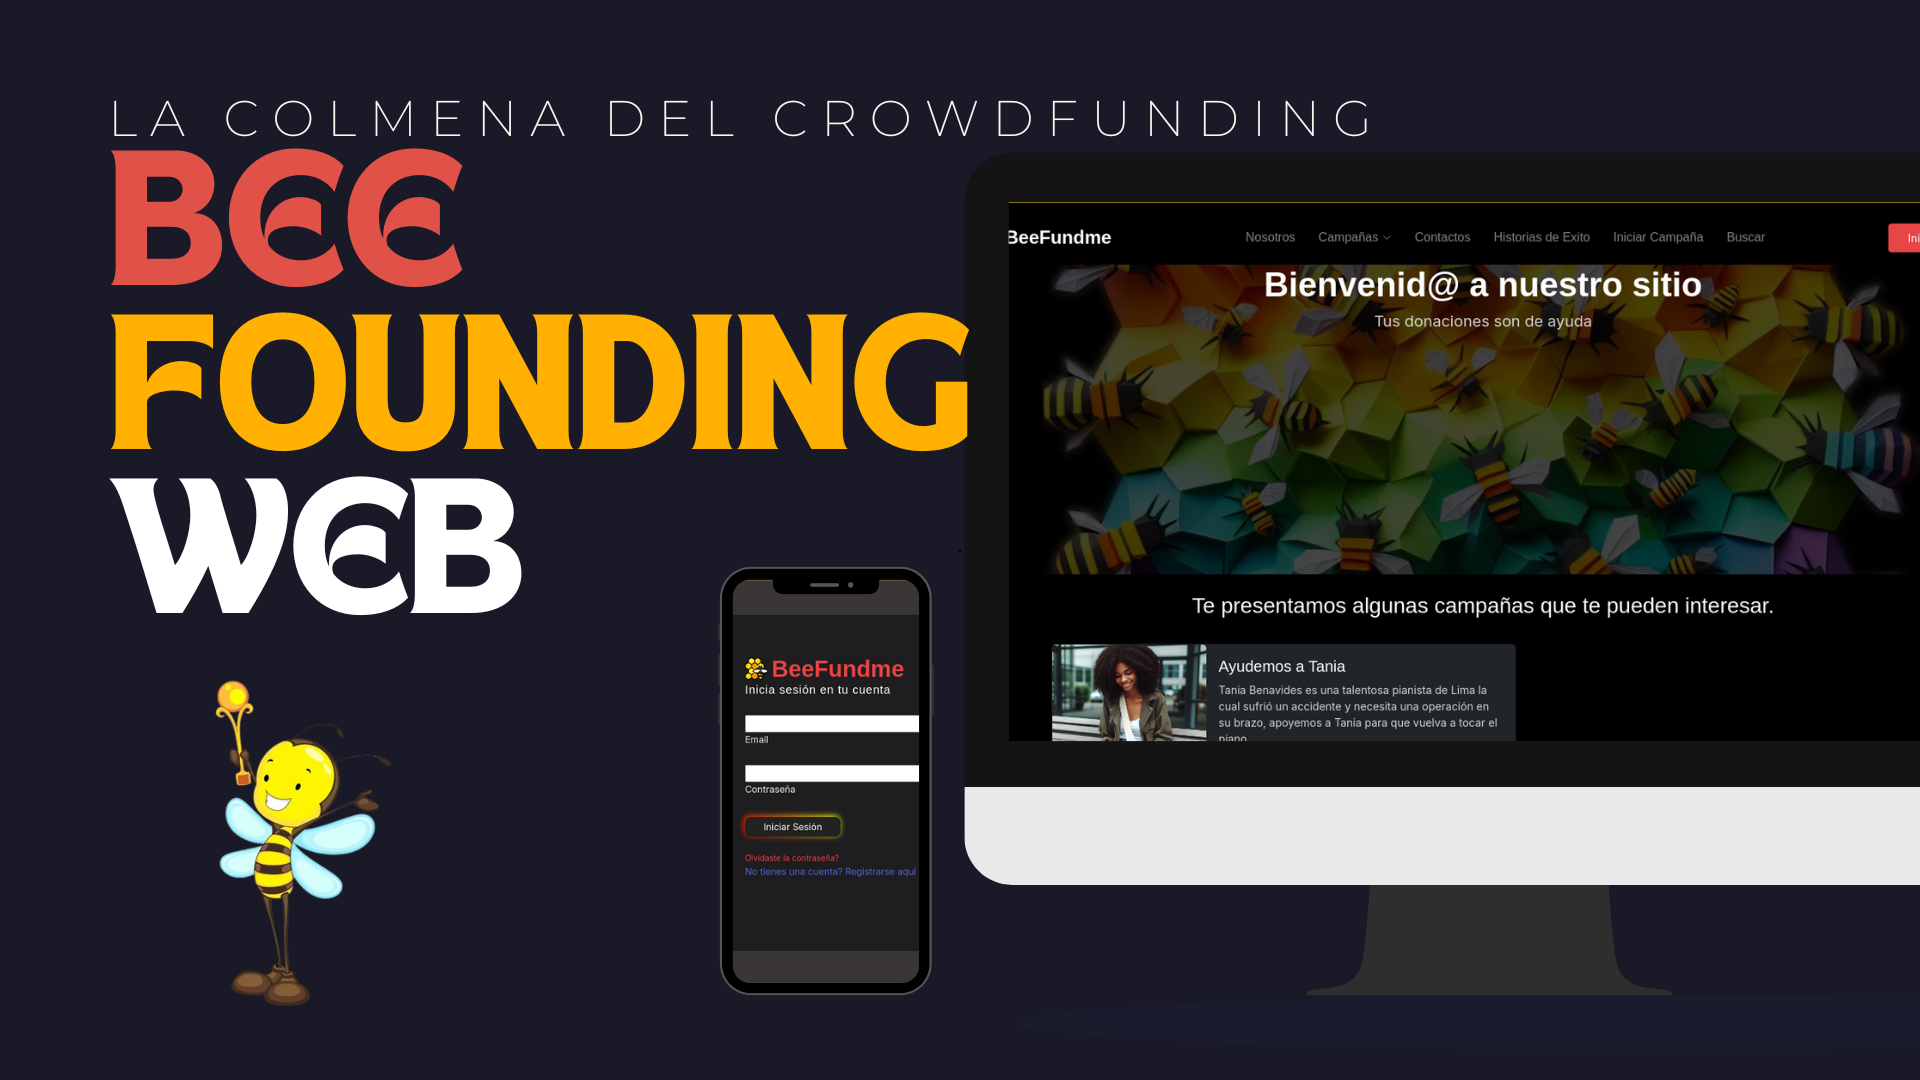 LA COLMENA DEL CROWDFUNDING
BEE
FOUNDING
WEB
BeeFundme
Nosotros
Campañas
Contactos
Historias de Exito
Iniciar Campaña
Buscar
Bienvenid@ a nuestro sitio
Tus donaciones son de ayuda
Te presentamos algunas campañas que te pueden interesar.
Ayudemos a Tania
Tania Benavides es una talentosa pianista de Lima la
cual sufrió un accidente y necesita una operación en
su brazo, apoyemos a Tania para que vuelva a tocar el
piano
BeeFundme
Inicia sesión en tu cuenta
Email
Contraseña
Iniciar Sesión
Olvidaste la contraseña?
No tienes una cuenta? Registrarse aquí